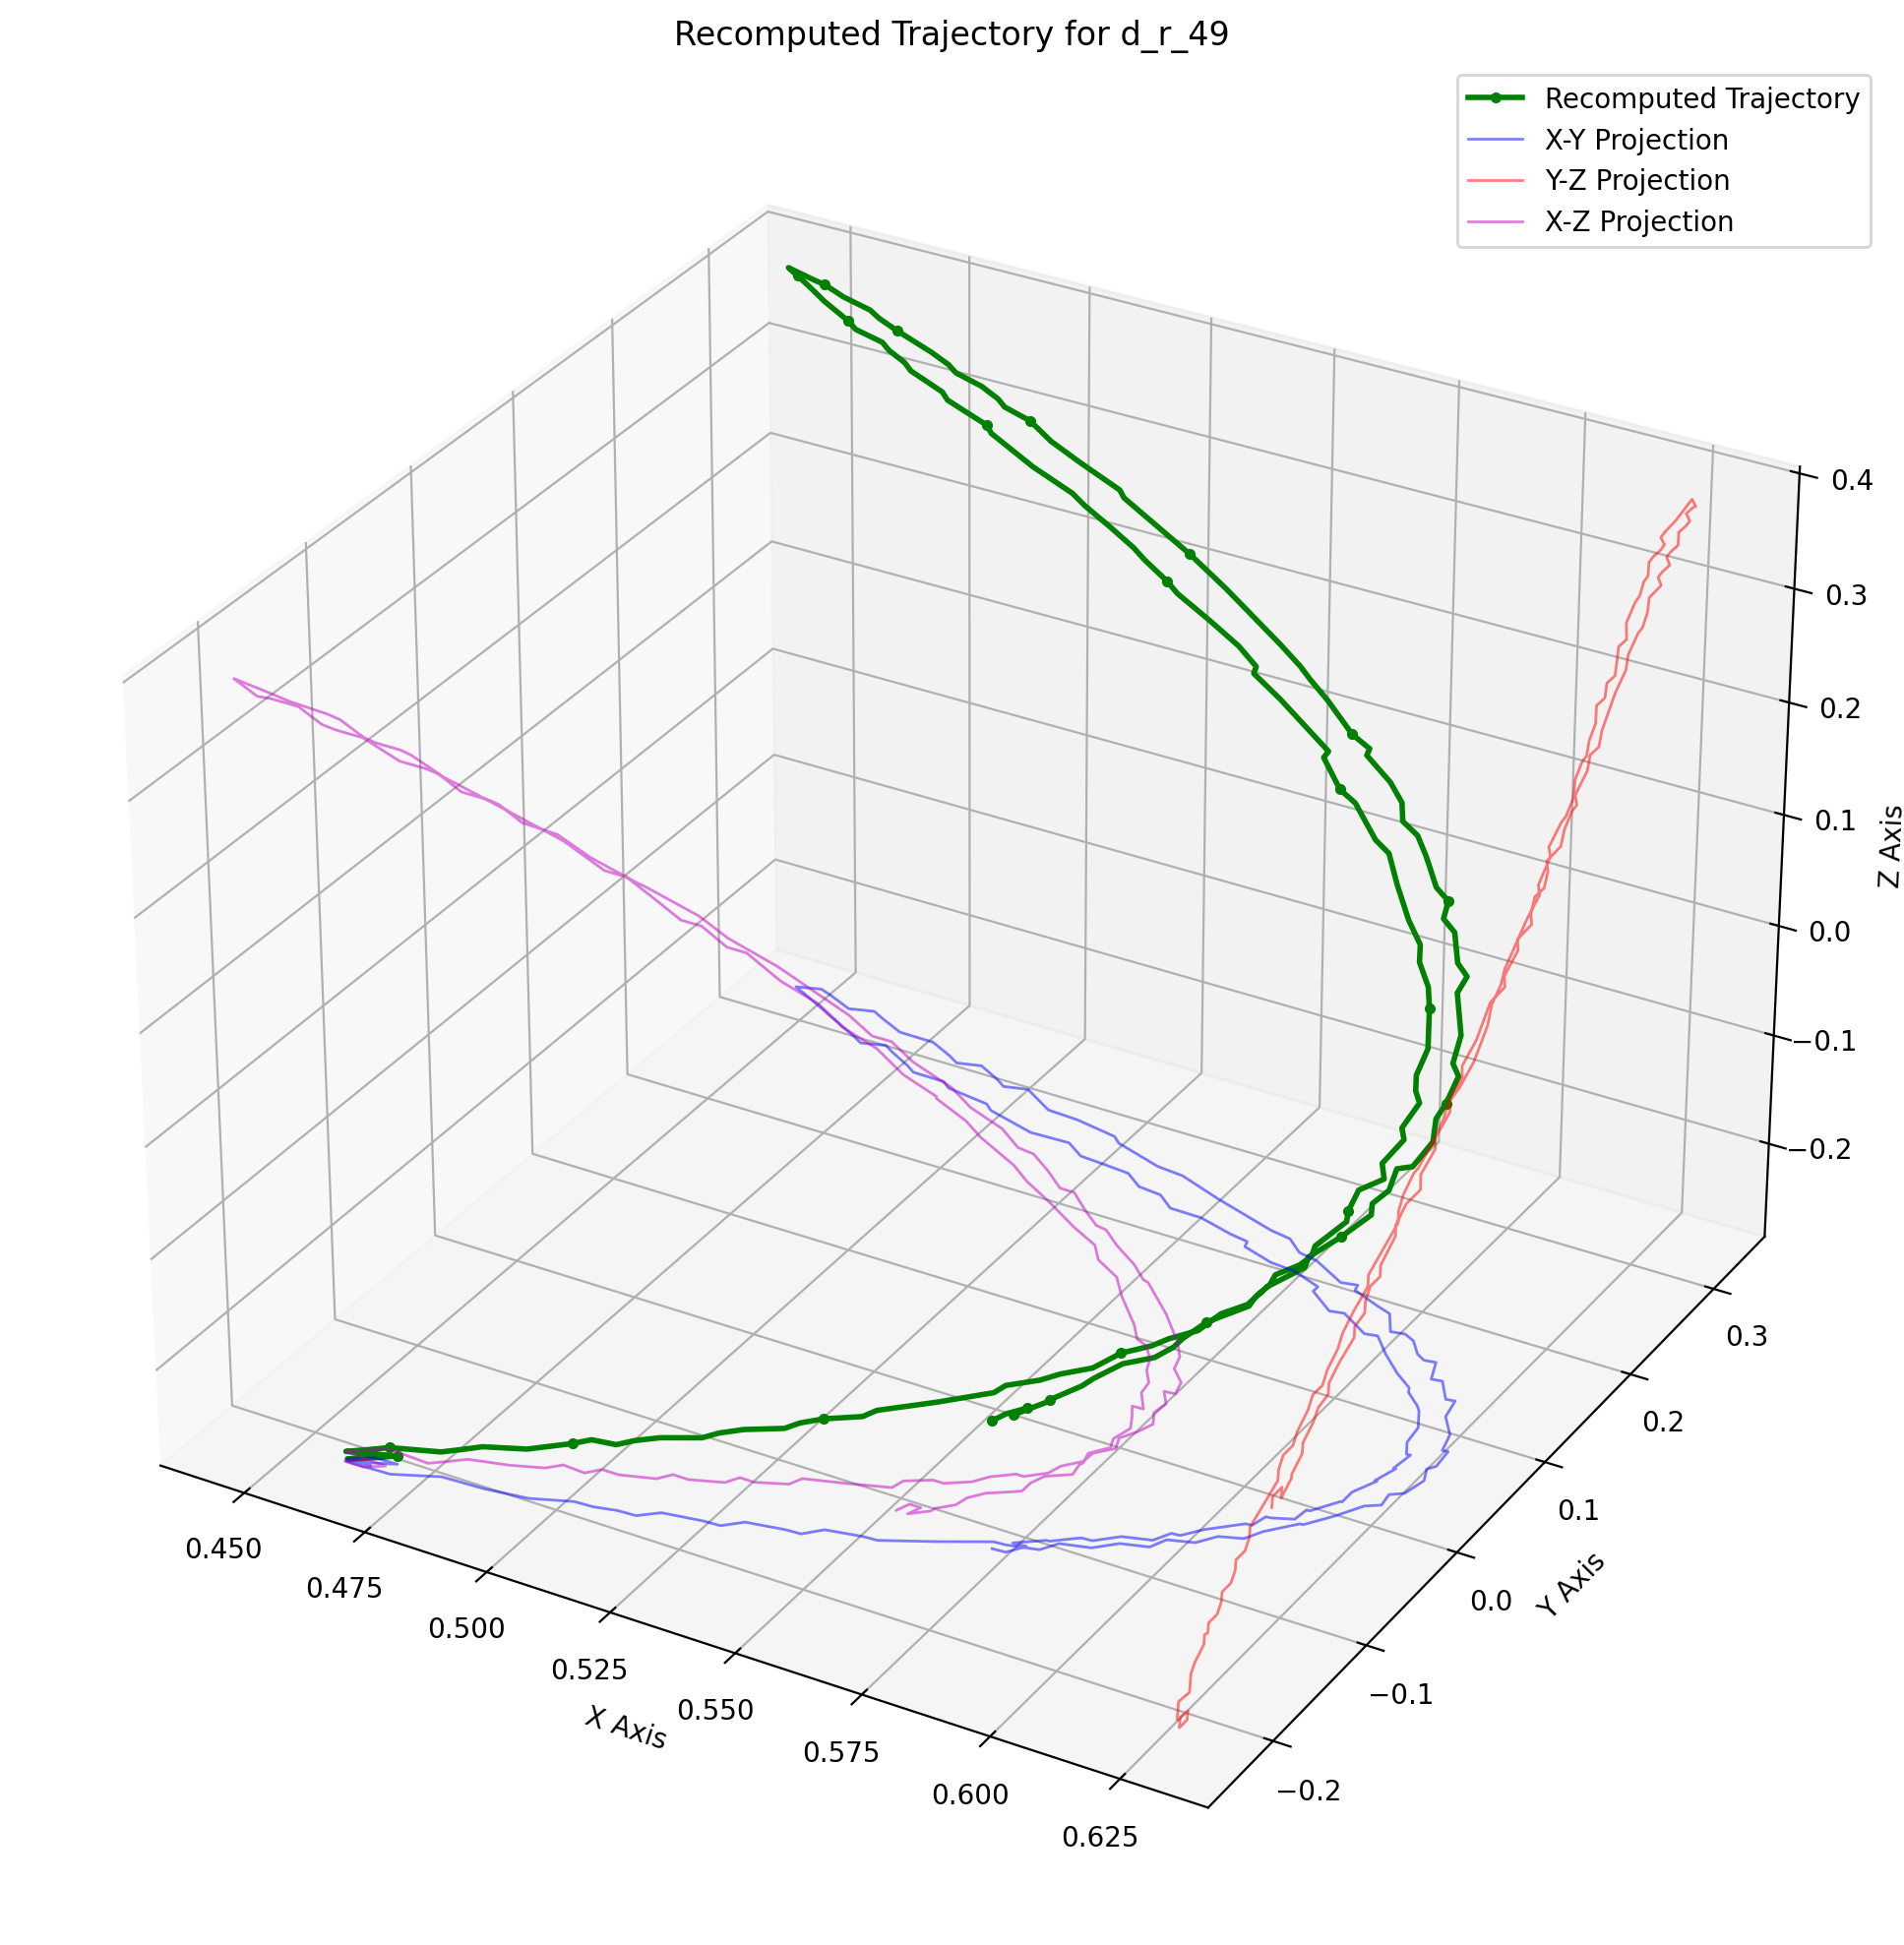 Recomputed Trajectory for d_r_49
Recomputed Trajectory
X-Y Projection
Y-Z Projection
X-Z Projection
0.4
0.3
0.2
0.1
0.0
−0.1
−0.2
Z Axis
0.3
0.2
0.1
0.0
−0.1
−0.2
Y Axis
0.450
0.475
0.500
0.525
0.550
0.575
0.600
0.625
X Axis